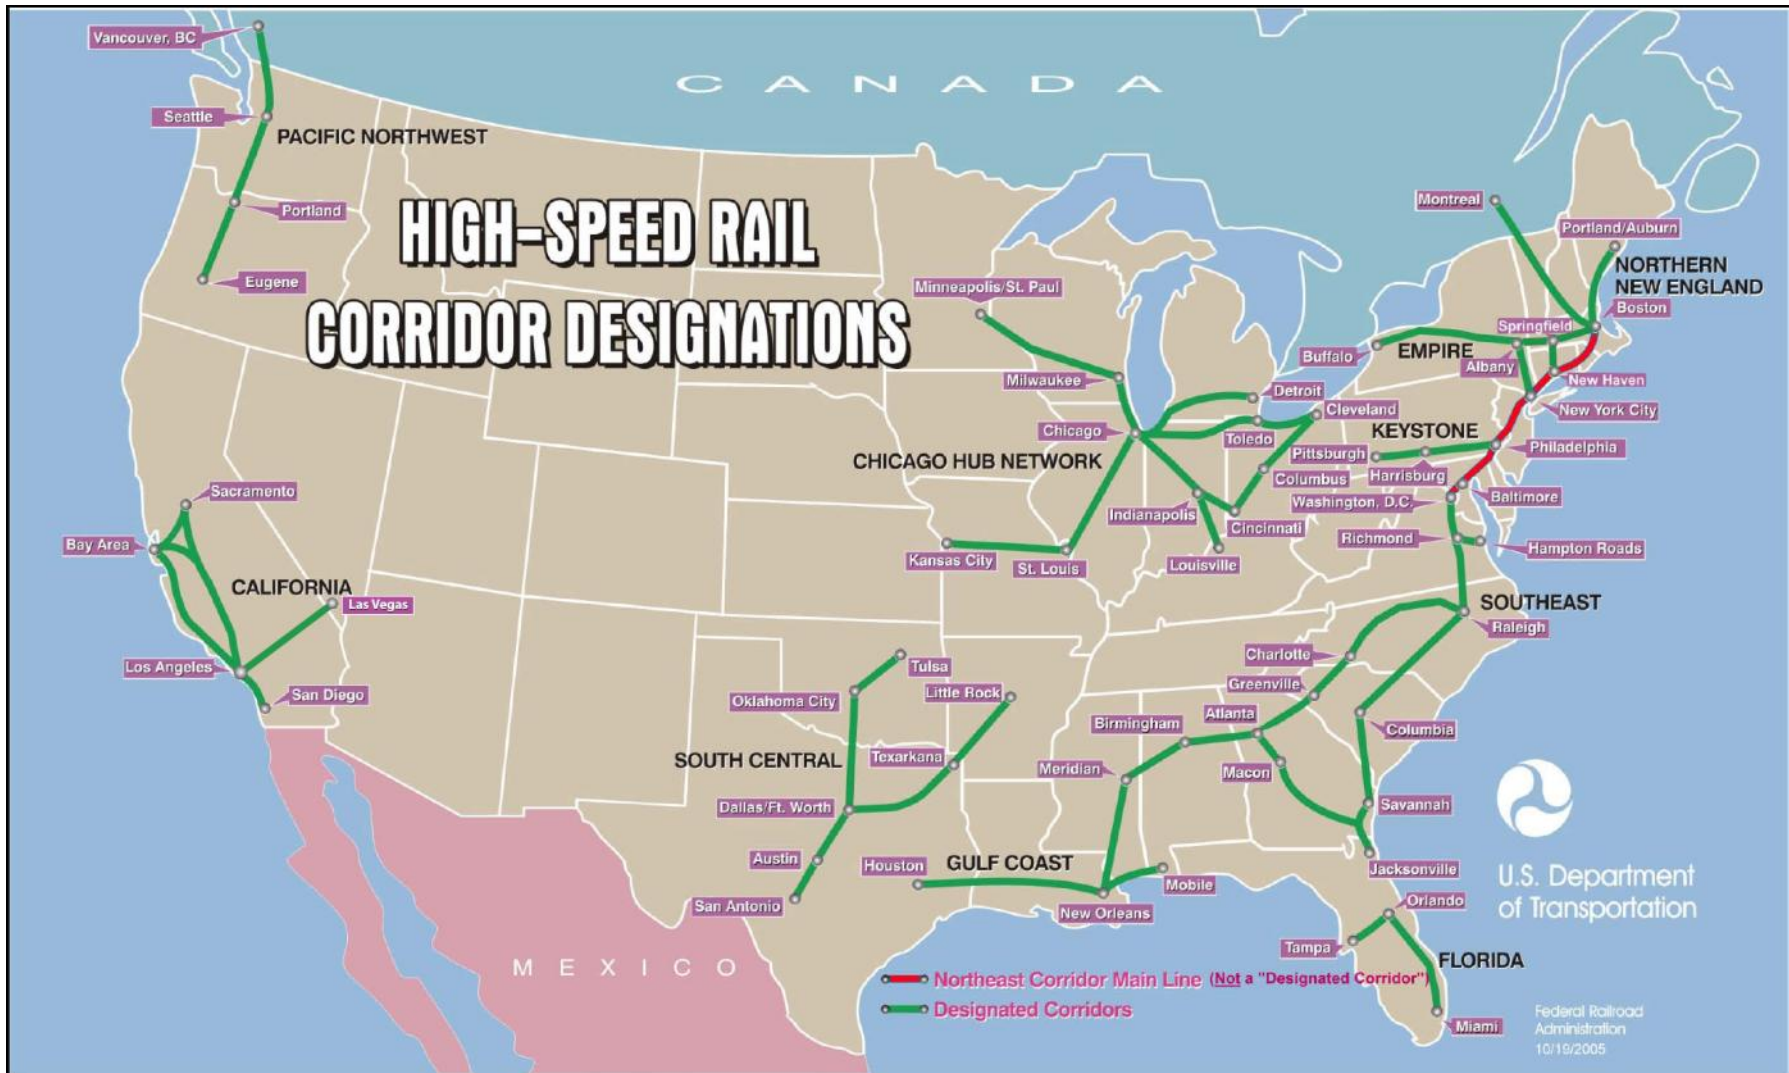 Vancouver, BC
CANADA
Seattle
PACIFIC NORTHWEST
Portland
Eugene
HIGH-SPEED RAIL
CORRIDOR DESIGNATIONS
Montreal
Portland/Auburn
NORTHERN
NEW ENGLAND
Boston
Springfield
Buffalo
EMPIRE
Albany
New Haven
New York City
Minneapolis/St. Paul
Milwaukee
Detroit
Cleveland
Chicago
Toledo
CHICAGO HUB NETWORK
KEYSTONE
Pittsburgh
Harrisburg
Philadelphia
Columbus
Washington, D.C.
Baltimore
Indianapolis
Cincinnati
Richmond
Hampton Roads
Kansas City
St. Louis
Louisville
Sacramento
Bay Area
CALIFORNIA
Las Vegas
Los Angeles
San Diego
SOUTHEAST
Raleigh
Charlotte
Greenville
Tulsa
Oklahoma City
Little Rock
Birmingham
Atlanta
Columbia
SOUTH CENTRAL
Texarkana
Meridian
Macon
Dallas/Ft. Worth
Savannah
Austin
Houston
GULF COAST
Mobile
Jacksonville
San Antonio
New Orleans
Orlando
Tampa
FLORIDA
Miami
MEXICO
U.S. Department
of Transportation
Northeast Corridor Main Line (Not a "Designated Corridor")
Designated Corridors
Federal Railroad
Administration
10/19/2005